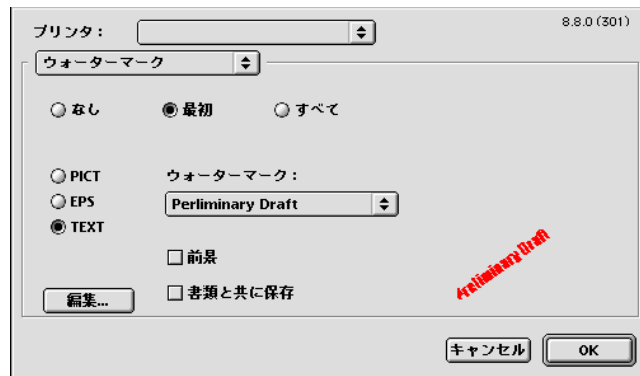 プリンタ：
8.8.0 (301)
ウォーターマーク
なし 最初 すべて
PICT ウォーターマーク：
EPS Perliminary Draft
TEXT
前景
Preliminary Draft
書類と共に保存
編集...
キャンセル OK